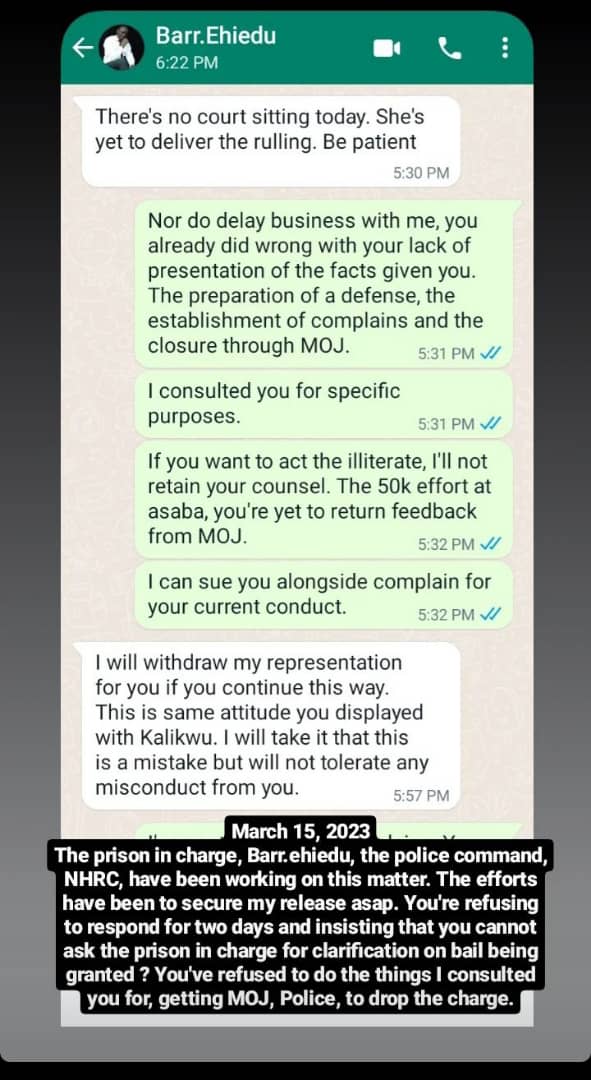 Barr.Ehiedu
6:22 PM
There's no court sitting today. She's
yet to deliver the rulling. Be patient
5:30 PM
Nor do delay business with me, you
already did wrong with your lack of
presentation of the facts given you.
The preparation of a defense, the
establishment of complains and the
closure through MOJ.
5:31 PM
I consulted you for specific
purposes.
5:31 PM
If you want to act the illiterate, I'll not
retain your counsel. The 50k effort at
asaba, you're yet to return feedback
from MOJ.
5:32 PM
I can sue you alongside complain for
your current conduct.
5:32 PM
I will withdraw my representation
for you if you continue this way.
This is same attitude you displayed
with Kalikwu. I will take it that this
is a mistake but will not tolerate any
misconduct from you.
5:57 PM
March 15, 2023
The prison in charge, Barr.ehiedu, the police command,
NHRC, have been working on this matter. The efforts
have been to secure my release asap. You're refusing
to respond for two days and insisting that you cannot
ask the prison in charge for clarification on bail being
granted ? You've refused to do the things I consulted
you for, getting MOJ, Police, to drop the charge.